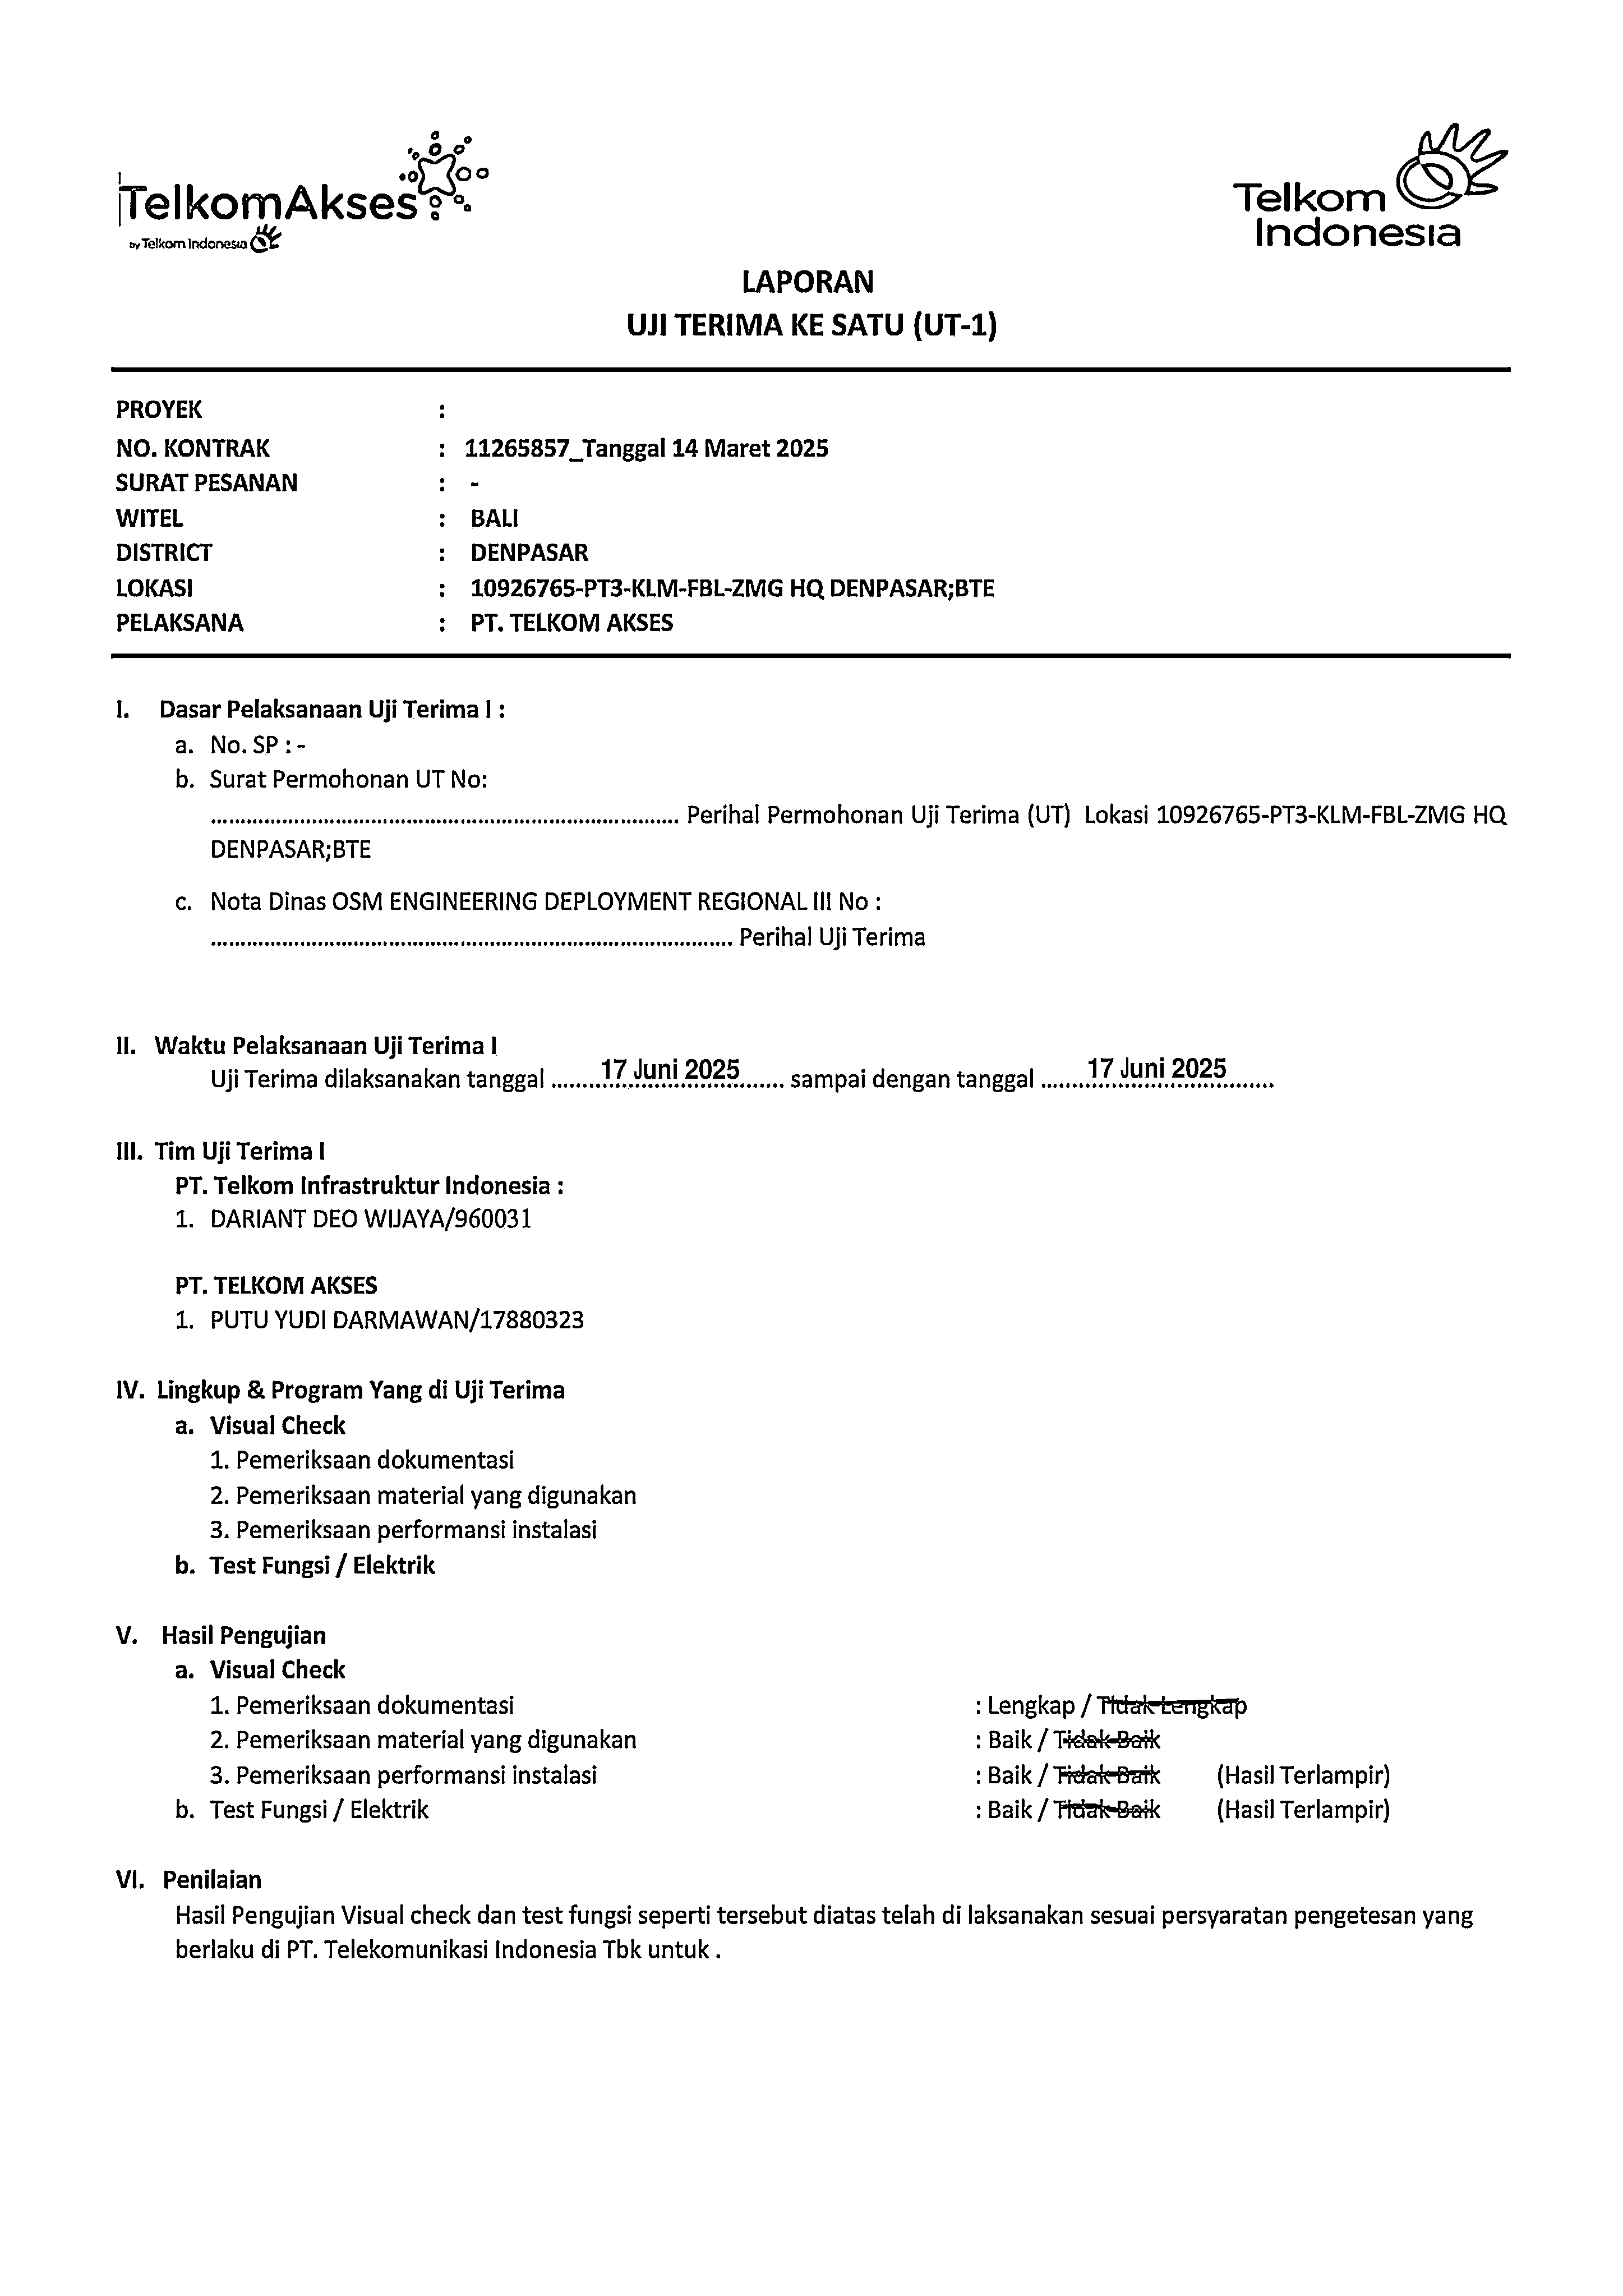 TelkomAkses
by Telkom Indonesia
Telkom
Indonesia
LAPORAN
UJI TERIMA KE SATU (UT-1)
PROYEK :
NO. KONTRAK : 11265857_Tanggal 14 Maret 2025
SURAT PESANAN : -
WITEL : BALI
DISTRICT : DENPASAR
LOKASI : 10926765-PT3-KLM-FBL-ZMG HQ DENPASAR;BTE
PELAKSANA : PT. TELKOM AKSES
I. Dasar Pelaksanaan Uji Terima I :
a. No. SP : -
b. Surat Permohonan UT No:
............................................................................... Perihal Permohonan Uji Terima (UT) Lokasi 10926765-PT3-KLM-FBL-ZMG HQ
DENPASAR;BTE
c. Nota Dinas OSM ENGINEERING DEPLOYMENT REGIONAL III No :
........................................................................................ Perihal Uji Terima
II. Waktu Pelaksanaan Uji Terima I
Uji Terima dilaksanakan tanggal ........17 Juni 2025........ sampai dengan tanggal ........17 Juni 2025........
III. Tim Uji Terima I
PT. Telkom Infrastruktur Indonesia :
1. DARIANT DEO WIJAYA/960031
PT. TELKOM AKSES
1. PUTU YUDI DARMAWAN/17880323
IV. Lingkup & Program Yang di Uji Terima
a. Visual Check
1. Pemeriksaan dokumentasi
2. Pemeriksaan material yang digunakan
3. Pemeriksaan performansi instalasi
b. Test Fungsi / Elektrik
V. Hasil Pengujian
a. Visual Check
1. Pemeriksaan dokumentasi : Lengkap / Tidak Lengkap
2. Pemeriksaan material yang digunakan : Baik / Tidak Baik
3. Pemeriksaan performansi instalasi : Baik / Tidak Baik (Hasil Terlampir)
b. Test Fungsi / Elektrik : Baik / Tidak Baik (Hasil Terlampir)
VI. Penilaian
Hasil Pengujian Visual check dan test fungsi seperti tersebut diatas telah di laksanakan sesuai persyaratan pengetesan yang
berlaku di PT. Telekomunikasi Indonesia Tbk untuk .